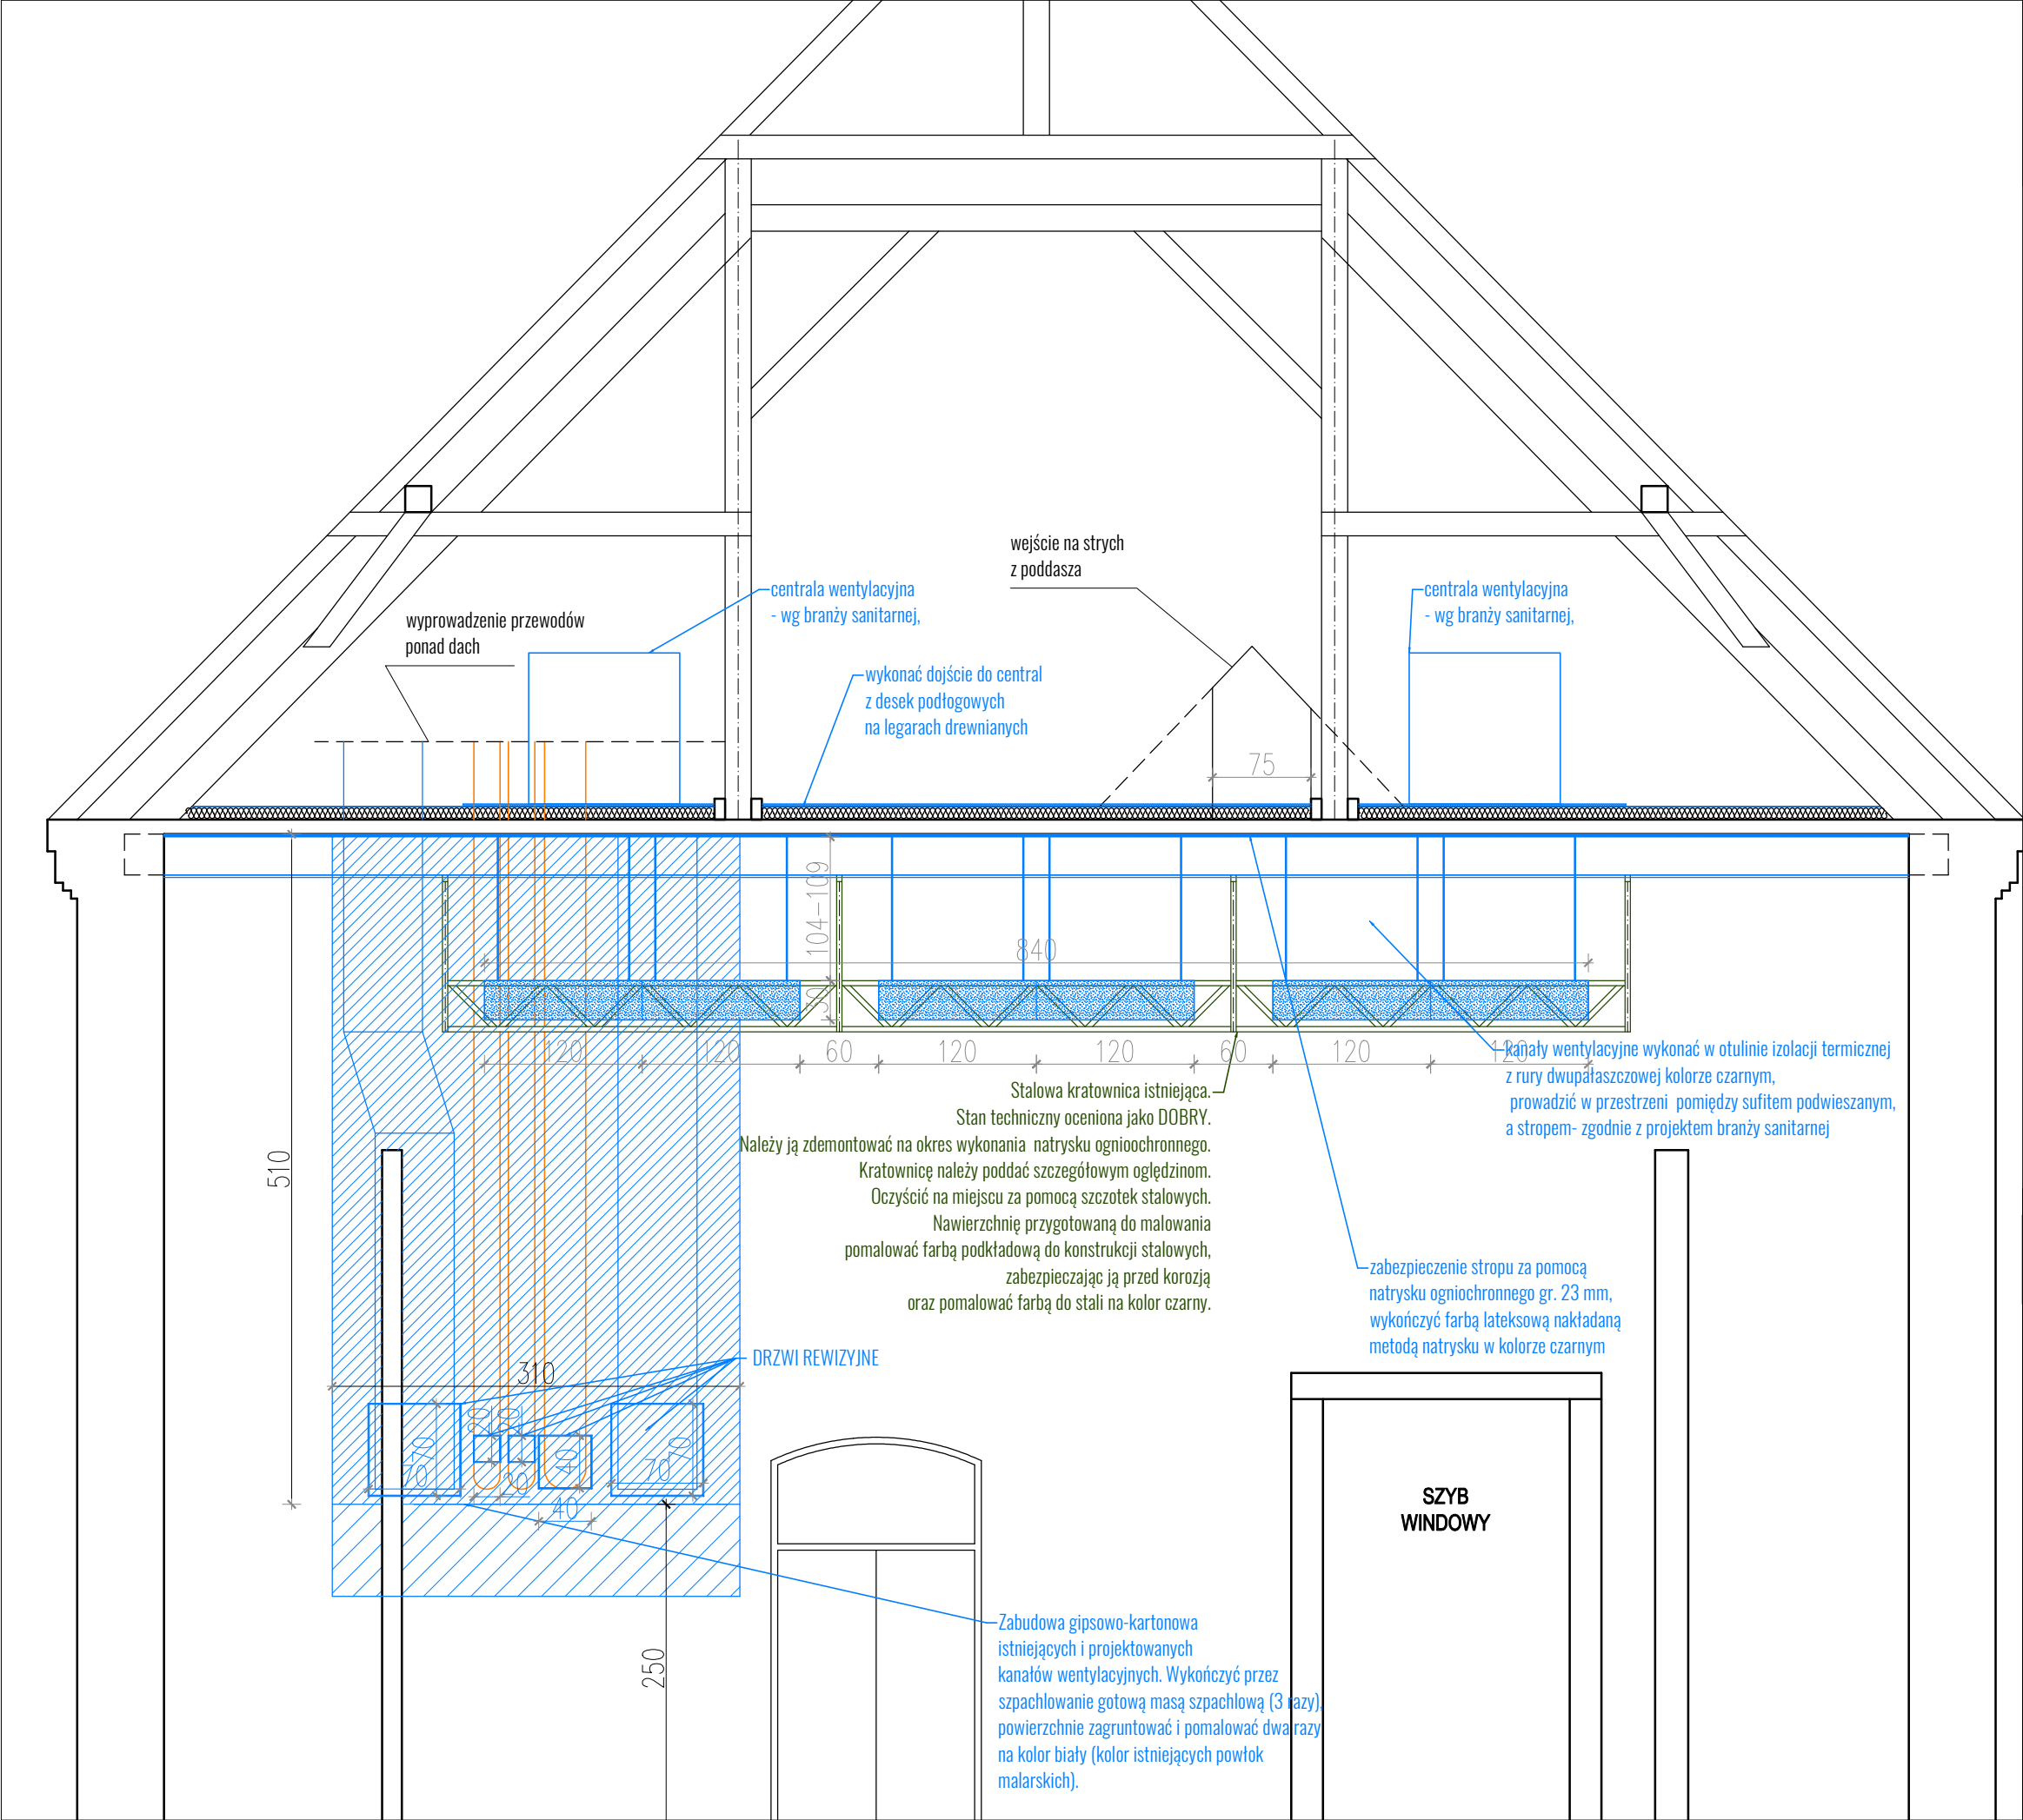 wejście na strych
z poddasza
centrala wentylacyjna
- wg branży sanitarnej,
centrala wentylacyjna
- wg branży sanitarnej,
wyprowadzenie przewodów
ponad dach
wykonać dojście do central
z desek podłogowych
na legarach drewnianych
75
104-109
840
30
120
120
60
120
120
60
120
120
kanały wentylacyjne wykonać w otulinie izolacji termicznej
z rury dwupałaszczowej kolorze czarnym,
prowadzić w przestrzeni pomiędzy sufitem podwieszanym,
a stropem- zgodnie z projektem branży sanitarnej
Stalowa kratownica istniejąca.
Stan techniczny oceniona jako DOBRY.
Należy ją zdemontować na okres wykonania natrysku ognioochronnego.
Kratownicę należy poddać szczegółowym oględzinom.
Oczyścić na miejscu za pomocą szczotek stalowych.
Nawierzchnię przygotowaną do malowania
pomalować farbą podkładową do konstrukcji stalowych,
zabezpieczając ją przed korozją
oraz pomalować farbą do stali na kolor czarny.
510
zabezpieczenie stropu za pomocą
natrysku ogniochronnego gr. 23 mm,
wykończyć farbą lateksową nakładaną
metodą natrysku w kolorze czarnym
DRZWI REWIZYJNE
310
20
20
70
70
40
70
70
20
40
SZYB
WINDOWY
250
Zabudowa gipsowo-kartonowa
istniejących i projektowanych
kanałów wentylacyjnych. Wykończyć przez
szpachlowanie gotową masą szpachlową (3 razy),
powierzchnie zagruntować i pomalować dwa razy
na kolor biały (kolor istniejących powłok
malarskich).